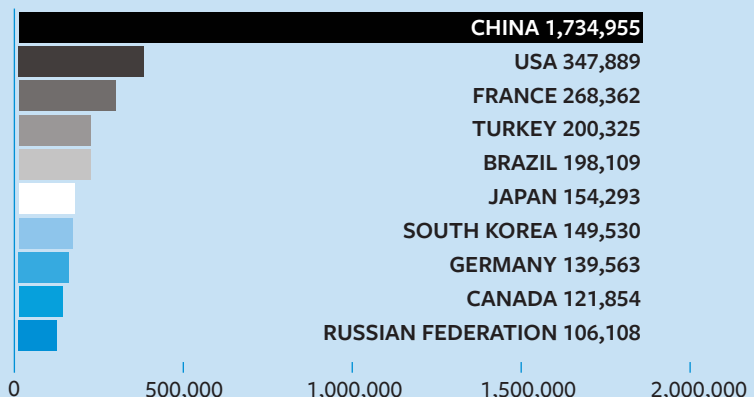 CHINA 1,734,955
USA 347,889
FRANCE 268,362
TURKEY 200,325
BRAZIL 198,109
JAPAN 154,293
SOUTH KOREA 149,530
GERMANY 139,563
CANADA 121,854
RUSSIAN FEDERATION 106,108
0 500,000 1,000,000 1,500,000 2,000,000